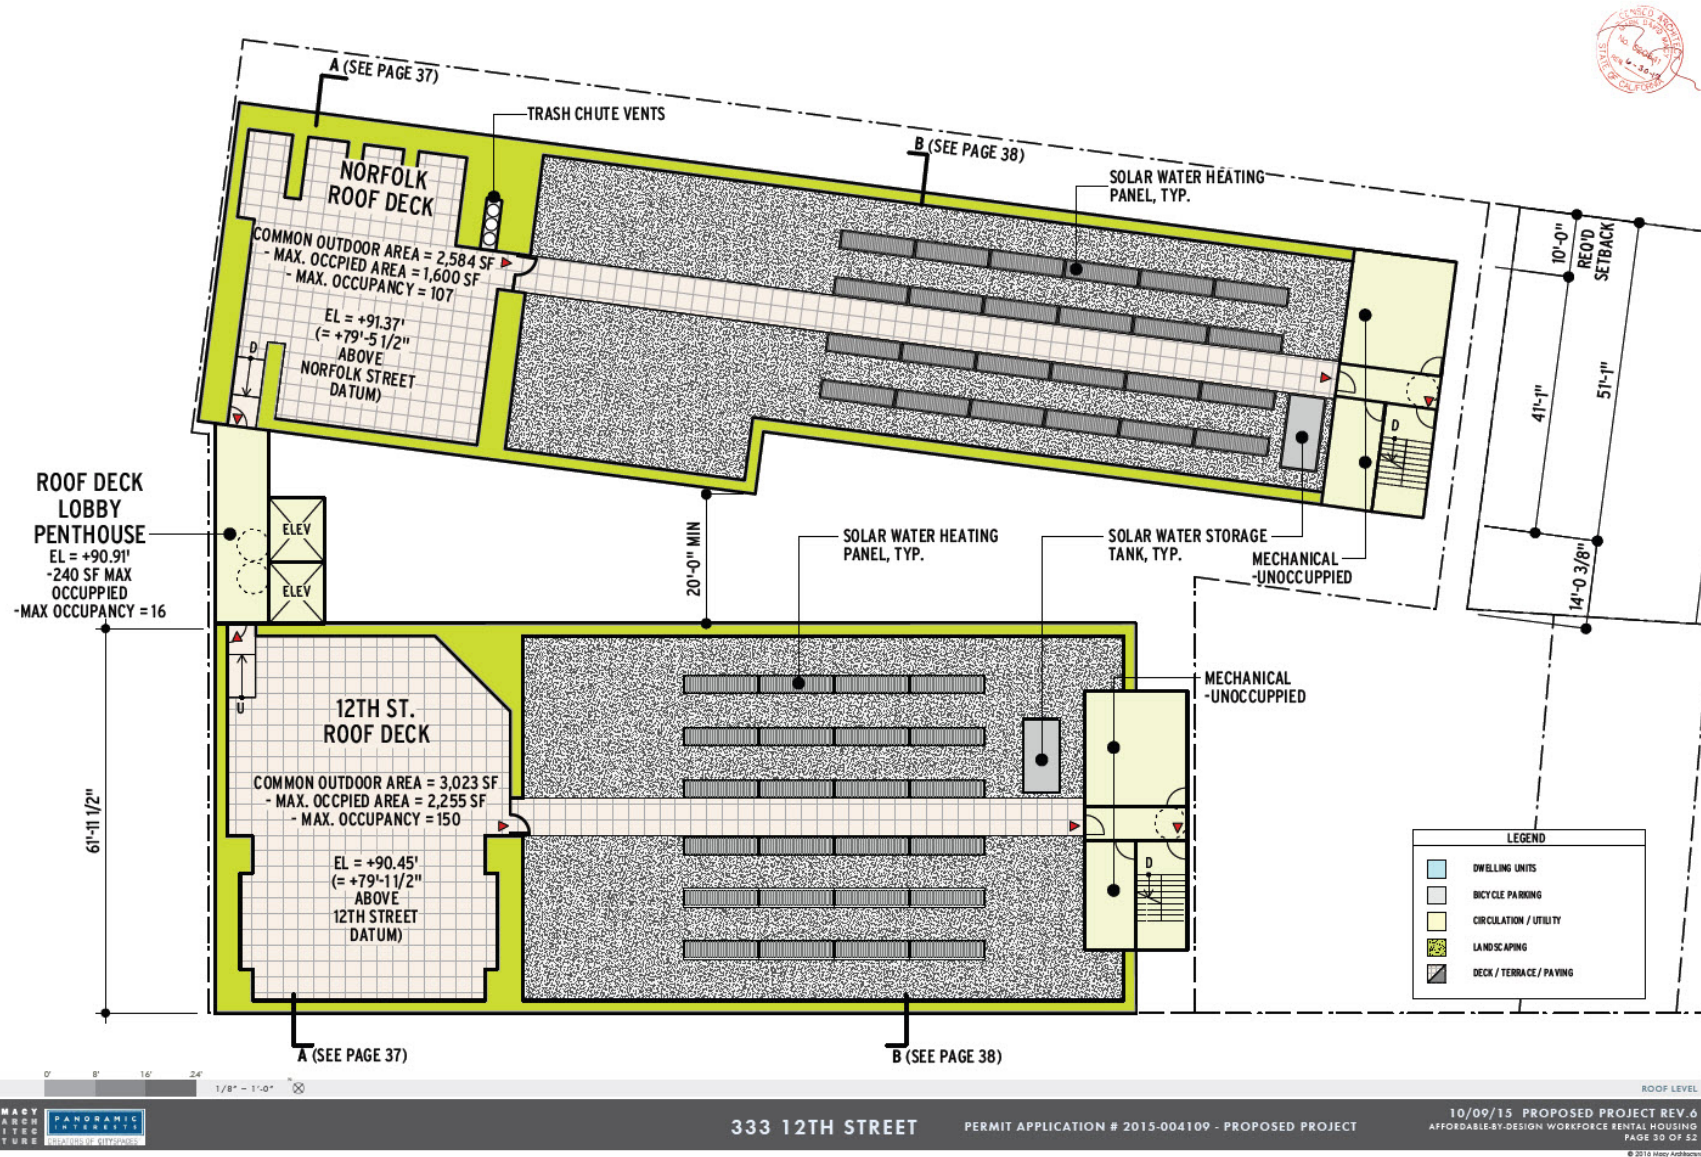 A (SEE PAGE 37)
TRASH CHUTE VENTS
B (SEE PAGE 38)
SOLAR WATER HEATING
PANEL, TYP.
NORFOLK
ROOF DECK
COMMON OUTDOOR AREA = 2,584 SF
- MAX. OCCPIED AREA = 1,600 SF
- MAX. OCCUPANCY = 107
EL = +91.37'
(= +79'-5 1/2"
ABOVE
NORFOLK STREET
DATUM)
D
D
10'-0"
REQ'D
SETBACK
41'-1"
51'-1"
14'-0 3/8"
ROOF DECK
LOBBY
PENTHOUSE
EL = +90.91'
-240 SF MAX
OCCUPPIED
-MAX OCCUPANCY = 16
ELEV
ELEV
20'-0" MIN
SOLAR WATER HEATING
PANEL, TYP.
SOLAR WATER STORAGE
TANK, TYP.
MECHANICAL
-UNOCCUPPIED
MECHANICAL
-UNOCCUPPIED
U
12TH ST.
ROOF DECK
COMMON OUTDOOR AREA = 3,023 SF
- MAX. OCCPIED AREA = 2,255 SF
- MAX. OCCUPANCY = 150
EL = +90.45'
(= +79'-1 1/2"
ABOVE
12TH STREET
DATUM)
61'-11 1/2"
D
LEGEND
DWELLING UNITS
BICYCLE PARKING
CIRCULATION / UTILITY
LANDSCAPING
DECK / TERRACE / PAVING
A (SEE PAGE 37)
B (SEE PAGE 38)
0' 8' 16' 24'
1/8" = 1'-0"
ROOF LEVEL
MACY
ARCH
ITEC
TURE
PANORAMIC
INTERESTS
CREATORS OF CITYSPACES
333 12TH STREET
PERMIT APPLICATION # 2015-004109 - PROPOSED PROJECT
10/09/15 PROPOSED PROJECT REV.6
AFFORDABLE-BY-DESIGN WORKFORCE RENTAL HOUSING
PAGE 30 OF 52
© 2016 Macy Architecture